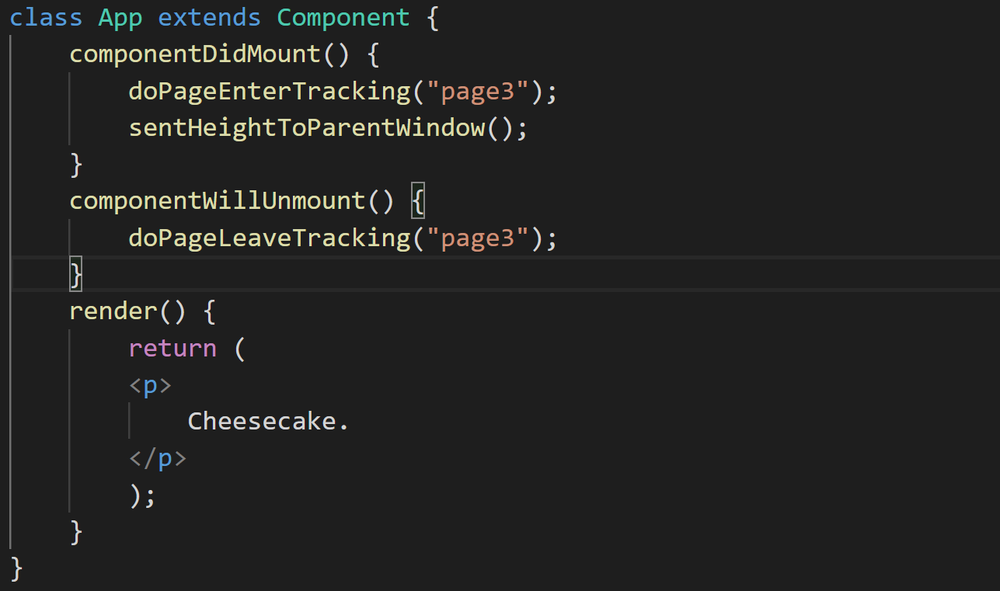 class App extends Component {
    componentDidMount() {
        doPageEnterTracking("page3");
        sentHeightToParentWindow();
    }
    componentWillUnmount() {
        doPageLeaveTracking("page3");
    }
    render() {
        return (
        <p>
            Cheesecake.
        </p>
        );
    }
}